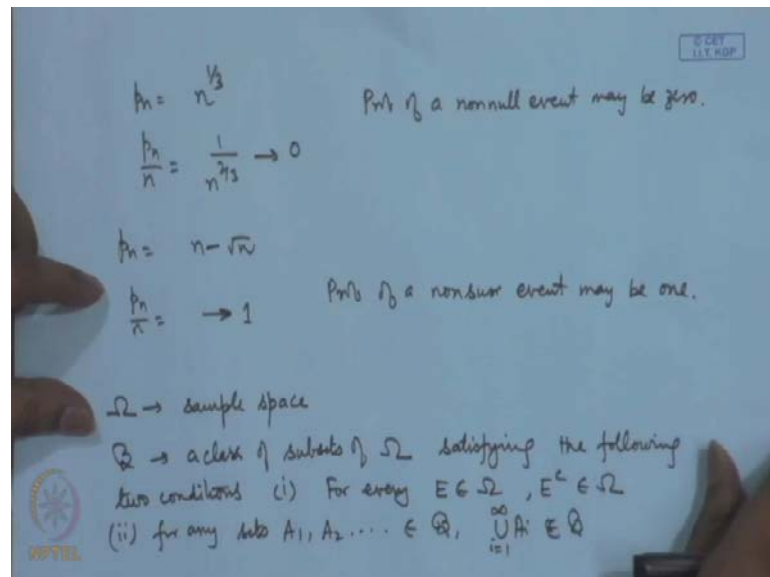 © CET
I.I.T. KGP
pn = n^{1/3}
Prob of a nonnull event may be zero.
pn/n = 1/n^{2/3} → 0
pn = n - √n
pn/n = → 1
Prob of a nonsure event may be one.
Ω → sample space
B → a class of subsets of Ω satisfying the following
two conditions (i) For every E ∈ Ω, E^c ∈ Ω
(ii) for any sets A1, A2 .... ∈ B, ∪_{i=1}^{∞} Ai ∈ B
NPTEL